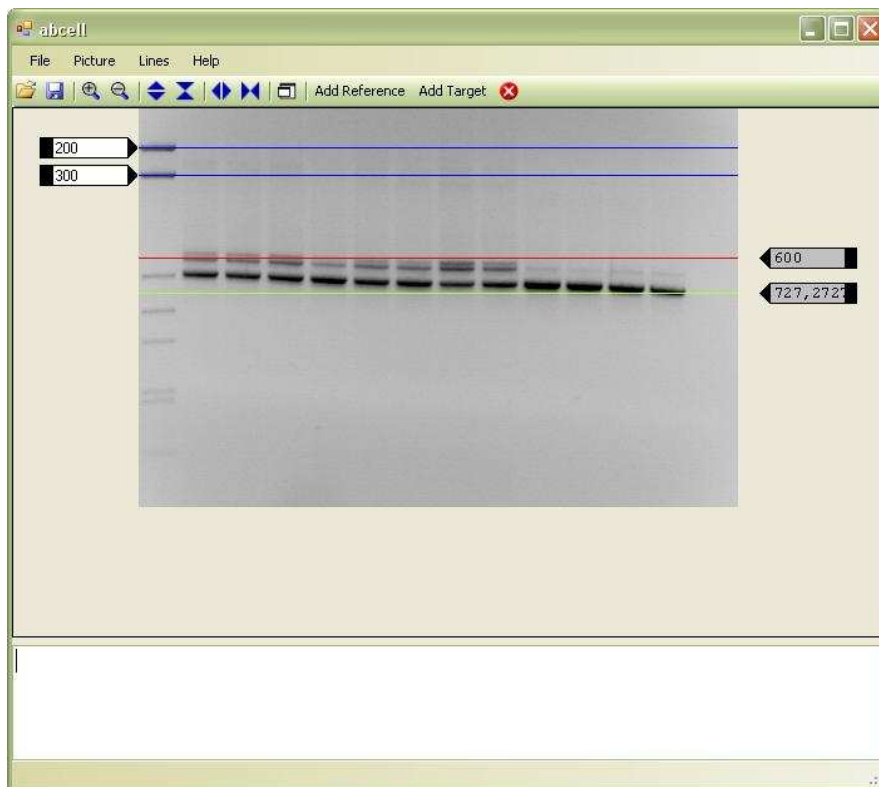 abcell
File Picture Lines Help
Add Reference Add Target
200
300
600
727,2727